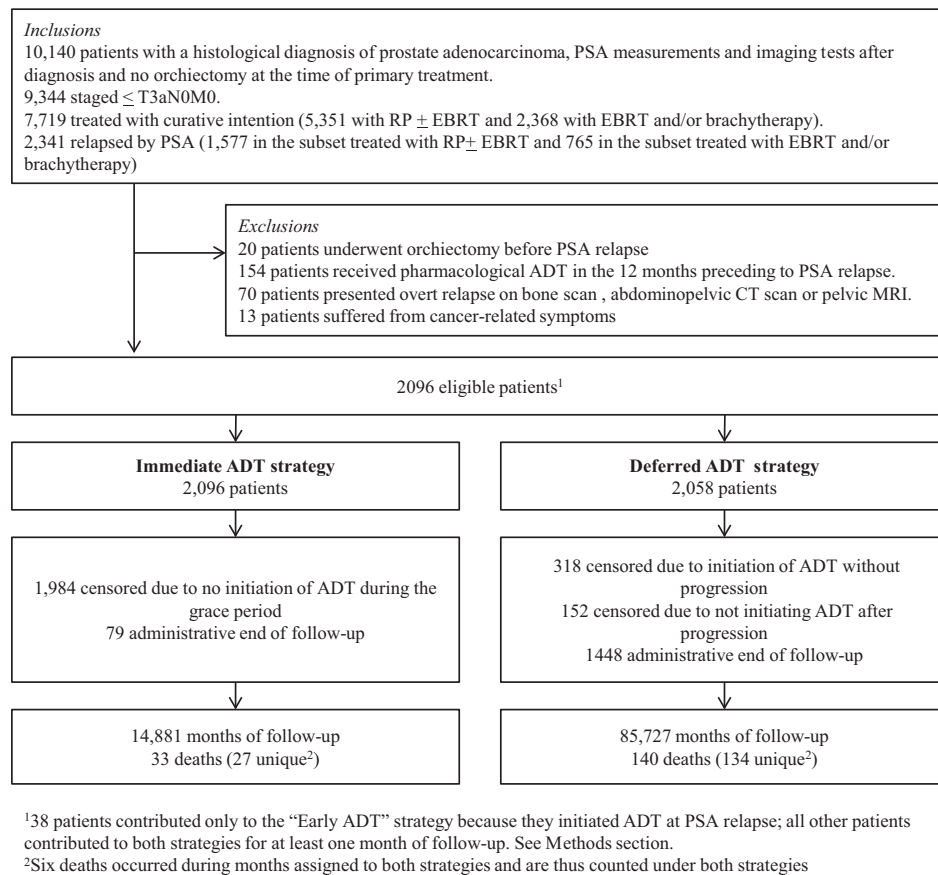 Inclusions
10,140 patients with a histological diagnosis of prostate adenocarcinoma, PSA measurements and imaging tests after
diagnosis and no orchiectomy at the time of primary treatment.
9,344 staged ≤ T3aN0M0.
7,719 treated with curative intention (5,351 with RP ± EBRT and 2,368 with EBRT and/or brachytherapy).
2,341 relapsed by PSA (1,577 in the subset treated with RP± EBRT and 765 in the subset treated with EBRT and/or
brachytherapy)
Exclusions
20 patients underwent orchiectomy before PSA relapse
154 patients received pharmacological ADT in the 12 months preceding to PSA relapse.
70 patients presented overt relapse on bone scan , abdominopelvic CT scan or pelvic MRI.
13 patients suffered from cancer-related symptoms
2096 eligible patients¹
Immediate ADT strategy
2,096 patients
Deferred ADT strategy
2,058 patients
1,984 censored due to no initiation of ADT during the
grace period
79 administrative end of follow-up
318 censored due to initiation of ADT without
progression
152 censored due to not initiating ADT after
progression
1448 administrative end of follow-up
14,881 months of follow-up
33 deaths (27 unique²)
85,727 months of follow-up
140 deaths (134 unique²)
¹38 patients contributed only to the “Early ADT” strategy because they initiated ADT at PSA relapse; all other patients
contributed to both strategies for at least one month of follow-up. See Methods section.
²Six deaths occurred during months assigned to both strategies and are thus counted under both strategies